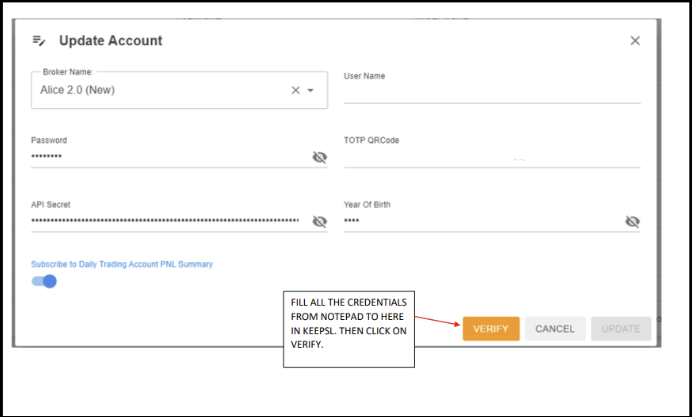 Update Account
Broker Name:
Alice 2.0 (New)
User Name
Password
••••••••
TOTP QRCode
API Secret
Year Of Birth
••••
Subscribe to Daily Trading Account PNL Summary
FILL ALL THE CREDENTIALS
FROM NOTEPAD TO HERE
IN KEEPSL. THEN CLICK ON
VERIFY.
VERIFY
CANCEL
UPDATE